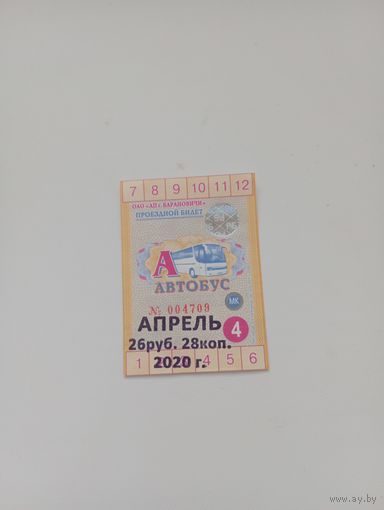 7 8 9 10 11 12
ОАО «АП г. БАРАНОВИЧИ»
ПРОЕЗДНОЙ БИЛЕТ
А
АВТОБУС
№ 004709
МК
АПРЕЛЬ 4
26руб. 28коп.
1 2 3 4 5 6
2020 г.
www.ay.by